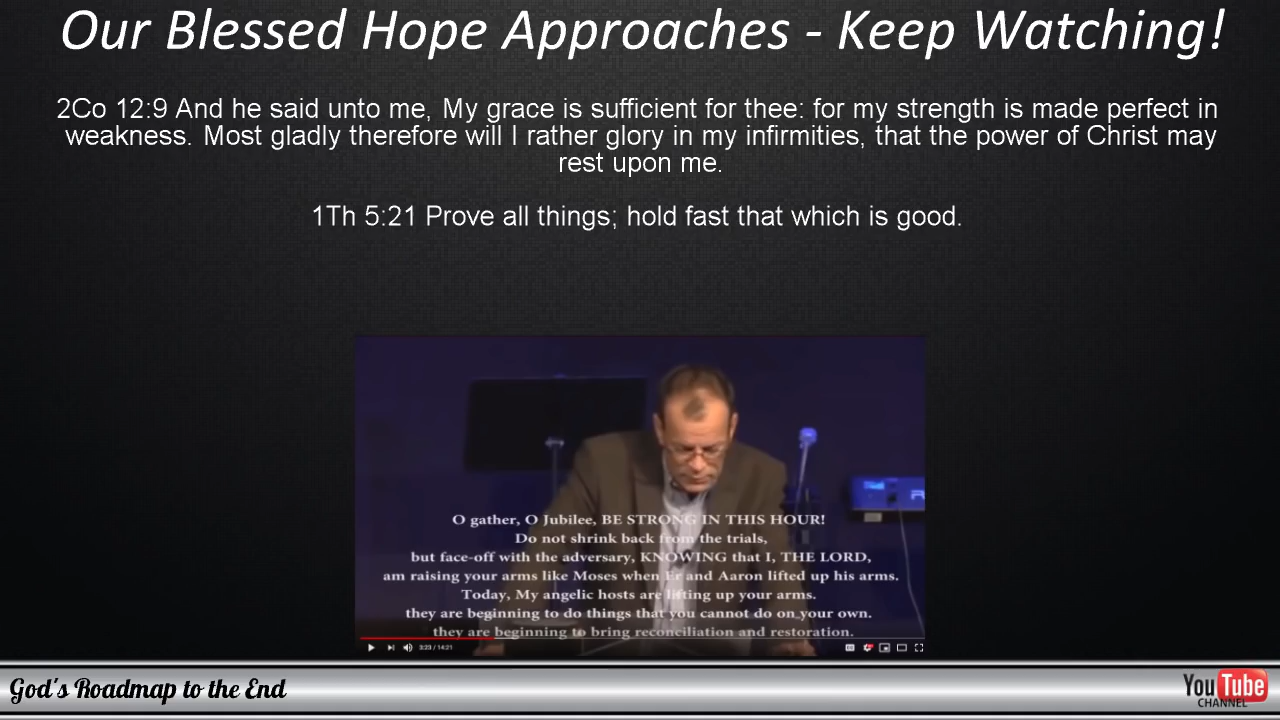 Our Blessed Hope Approaches - Keep Watching!
2Co 12:9 And he said unto me, My grace is sufficient for thee: for my strength is made perfect in
weakness. Most gladly therefore will I rather glory in my infirmities, that the power of Christ may
rest upon me.
1Th 5:21 Prove all things; hold fast that which is good.
O gather, O Jubilee, BE STRONG IN THIS HOUR!
Do not shrink back from the trials,
but face-off with the adversary, KNOWING that I, THE LORD,
am raising your arms like Moses when Er and Aaron lifted up his arms.
Today, My angelic hosts are lifting up your arms.
they are beginning to do things that you cannot do on your own.
they are beginning to bring reconciliation and restoration.
3:23 / 14:21
God's Roadmap to the End
YouTube
CHANNEL